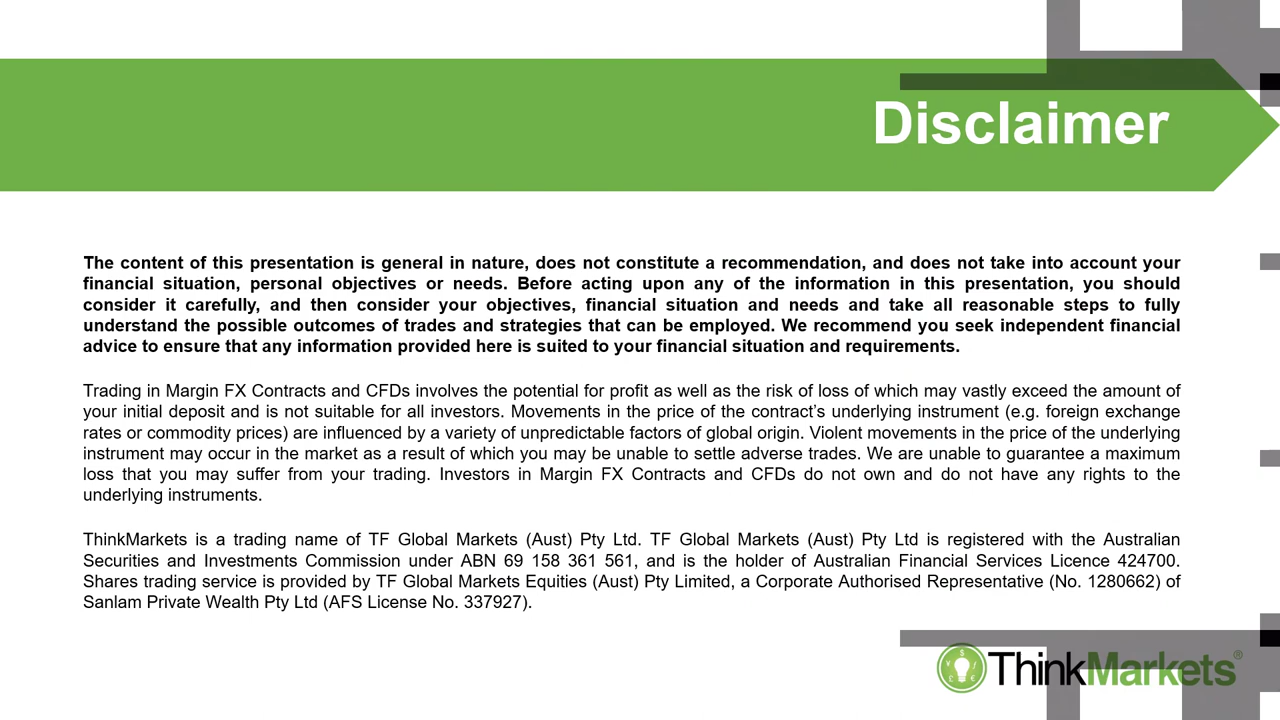 Disclaimer
The content of this presentation is general in nature, does not constitute a recommendation, and does not take into account your
financial situation, personal objectives or needs. Before acting upon any of the information in this presentation, you should
consider it carefully, and then consider your objectives, financial situation and needs and take all reasonable steps to fully
understand the possible outcomes of trades and strategies that can be employed. We recommend you seek independent financial
advice to ensure that any information provided here is suited to your financial situation and requirements.
Trading in Margin FX Contracts and CFDs involves the potential for profit as well as the risk of loss of which may vastly exceed the amount of
your initial deposit and is not suitable for all investors. Movements in the price of the contract’s underlying instrument (e.g. foreign exchange
rates or commodity prices) are influenced by a variety of unpredictable factors of global origin. Violent movements in the price of the underlying
instrument may occur in the market as a result of which you may be unable to settle adverse trades. We are unable to guarantee a maximum
loss that you may suffer from your trading. Investors in Margin FX Contracts and CFDs do not own and do not have any rights to the
underlying instruments.
ThinkMarkets is a trading name of TF Global Markets (Aust) Pty Ltd. TF Global Markets (Aust) Pty Ltd is registered with the Australian
Securities and Investments Commission under ABN 69 158 361 561, and is the holder of Australian Financial Services Licence 424700.
Shares trading service is provided by TF Global Markets Equities (Aust) Pty Limited, a Corporate Authorised Representative (No. 1280662) of
Sanlam Private Wealth Pty Ltd (AFS License No. 337927).
ThinkMarkets®